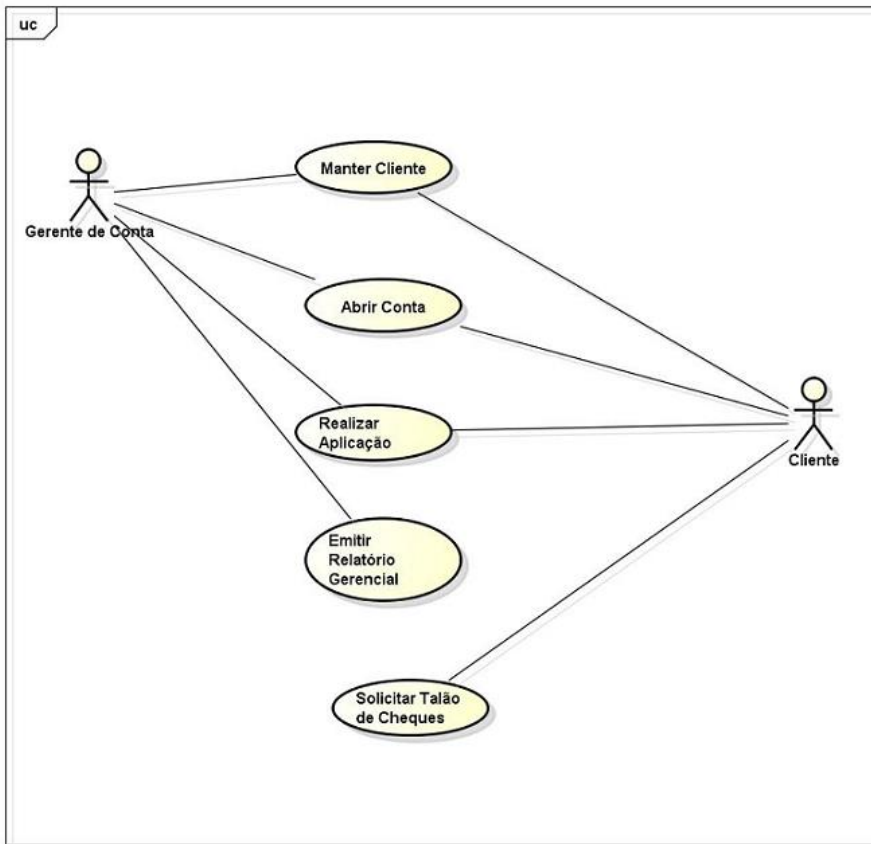 uc
Manter Cliente
Gerente de Conta
Abrir Conta
Realizar
Aplicação
Cliente
Emitir
Relatório
Gerencial
Solicitar Talão
de Cheques